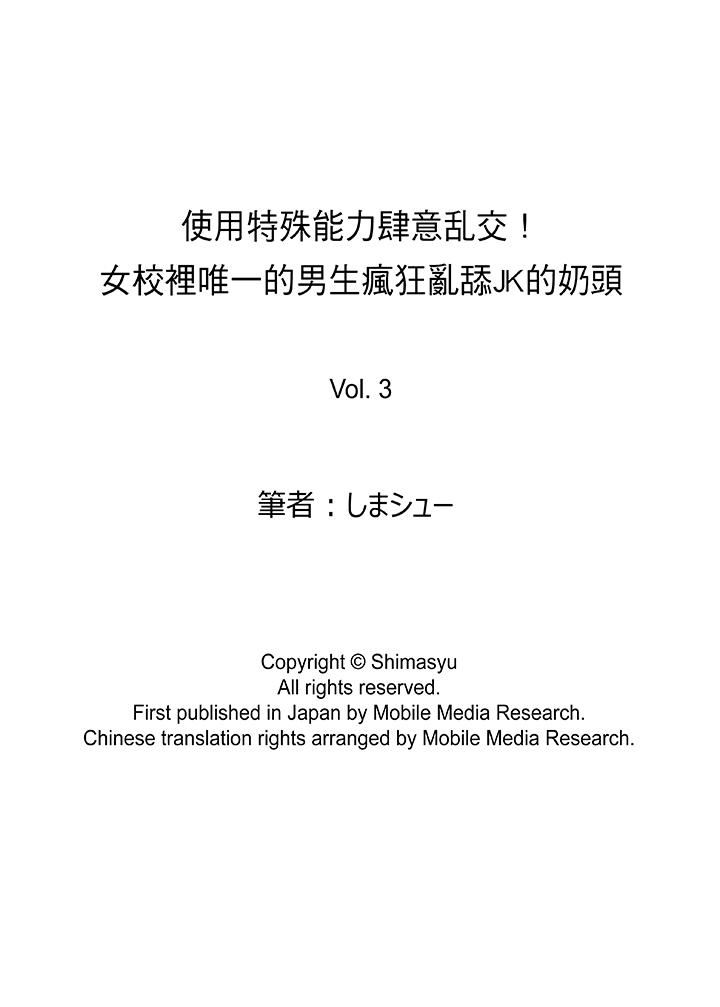 使用特殊能力肆意乱交！
女校裡唯一的男生瘋狂亂舔JK的奶頭
Vol. 3
筆者：しまシュー
Copyright © Shimasyu
All rights reserved.
First published in Japan by Mobile Media Research.
Chinese translation rights arranged by Mobile Media Research.